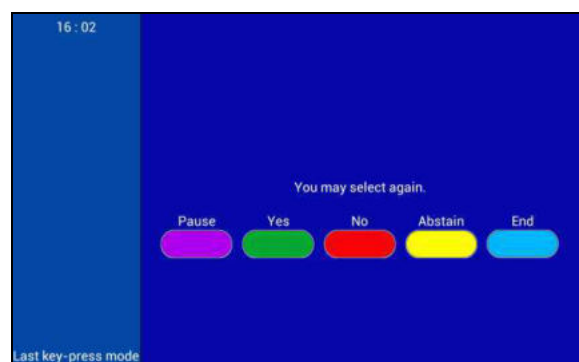 16 : 02
You may select again.
Pause Yes No Abstain End
Last key-press mode